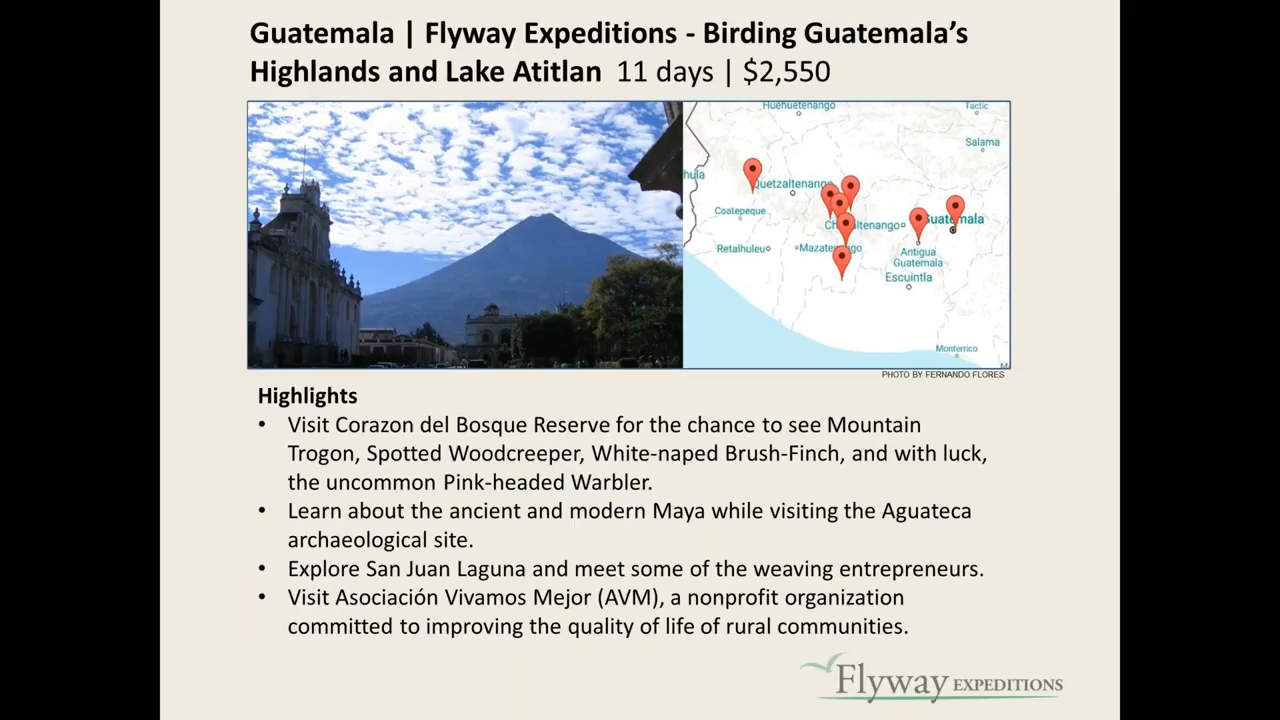 Guatemala | Flyway Expeditions - Birding Guatemala's
Highlands and Lake Atitlan 11 days | $2,550
Huehuetenango
Tactic
Salama
hula
Quetzaltenango
Coatepeque
Guatemala
Chimaltenango
Retalhuleu
Mazatenango
Antigua
Guatemala
Escuintla
Monterrico
PHOTO BY FERNANDO FLORES
Highlights
• Visit Corazon del Bosque Reserve for the chance to see Mountain
Trogon, Spotted Woodcreeper, White-naped Brush-Finch, and with luck,
the uncommon Pink-headed Warbler.
• Learn about the ancient and modern Maya while visiting the Aguateca
archaeological site.
• Explore San Juan Laguna and meet some of the weaving entrepreneurs.
• Visit Asociación Vivamos Mejor (AVM), a nonprofit organization
committed to improving the quality of life of rural communities.
Flyway EXPEDITIONS